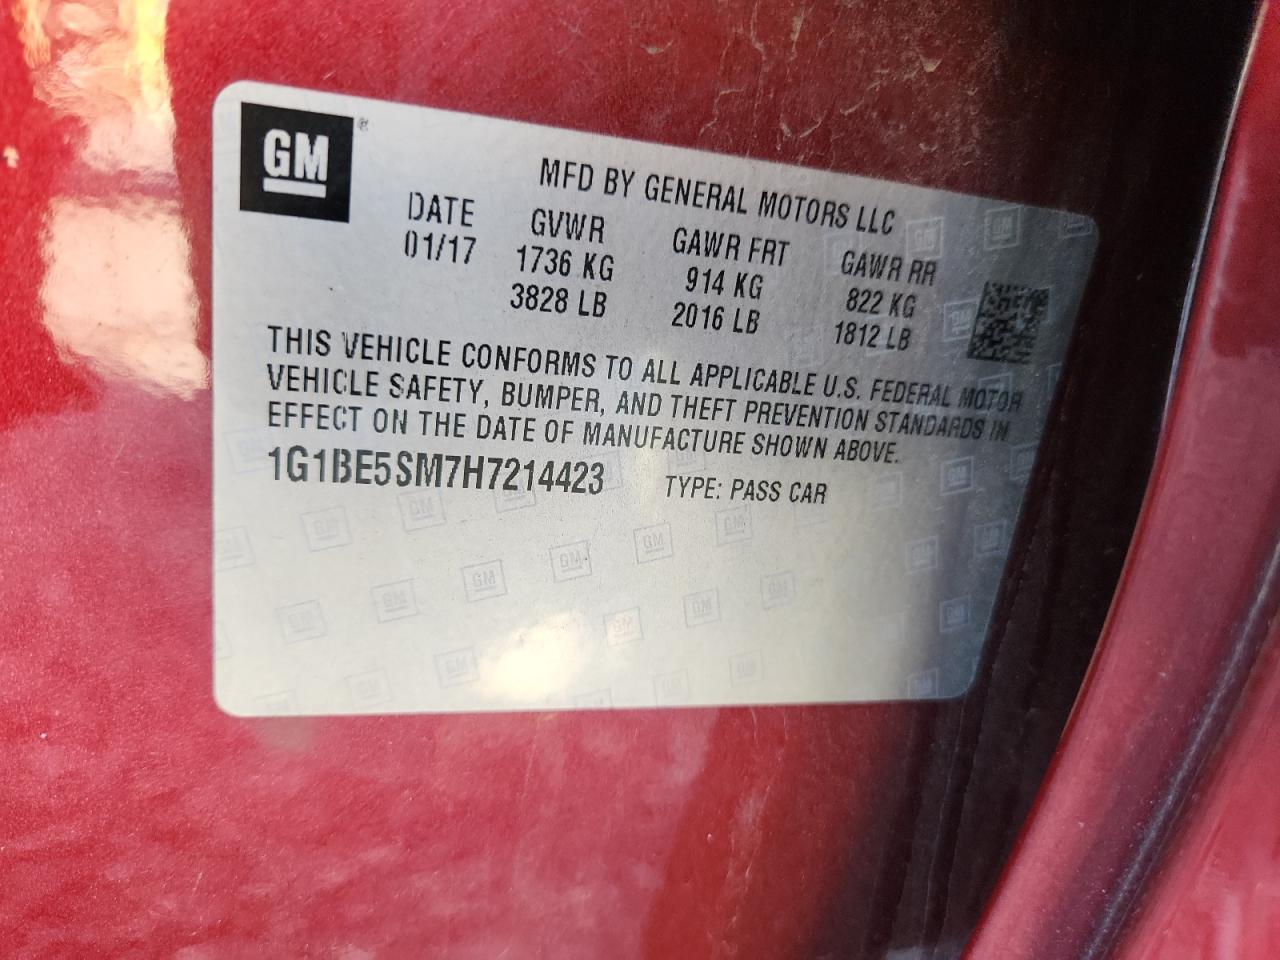 GM ®
MFD BY GENERAL MOTORS LLC
DATE GVWR GAWR FRT GAWR RR
01/17 1736 KG 914 KG 822 KG
3828 LB 2016 LB 1812 LB
THIS VEHICLE CONFORMS TO ALL APPLICABLE U.S. FEDERAL MOTOR
VEHICLE SAFETY, BUMPER, AND THEFT PREVENTION STANDARDS IN
EFFECT ON THE DATE OF MANUFACTURE SHOWN ABOVE.
1G1BE5SM7H7214423 TYPE: PASS CAR